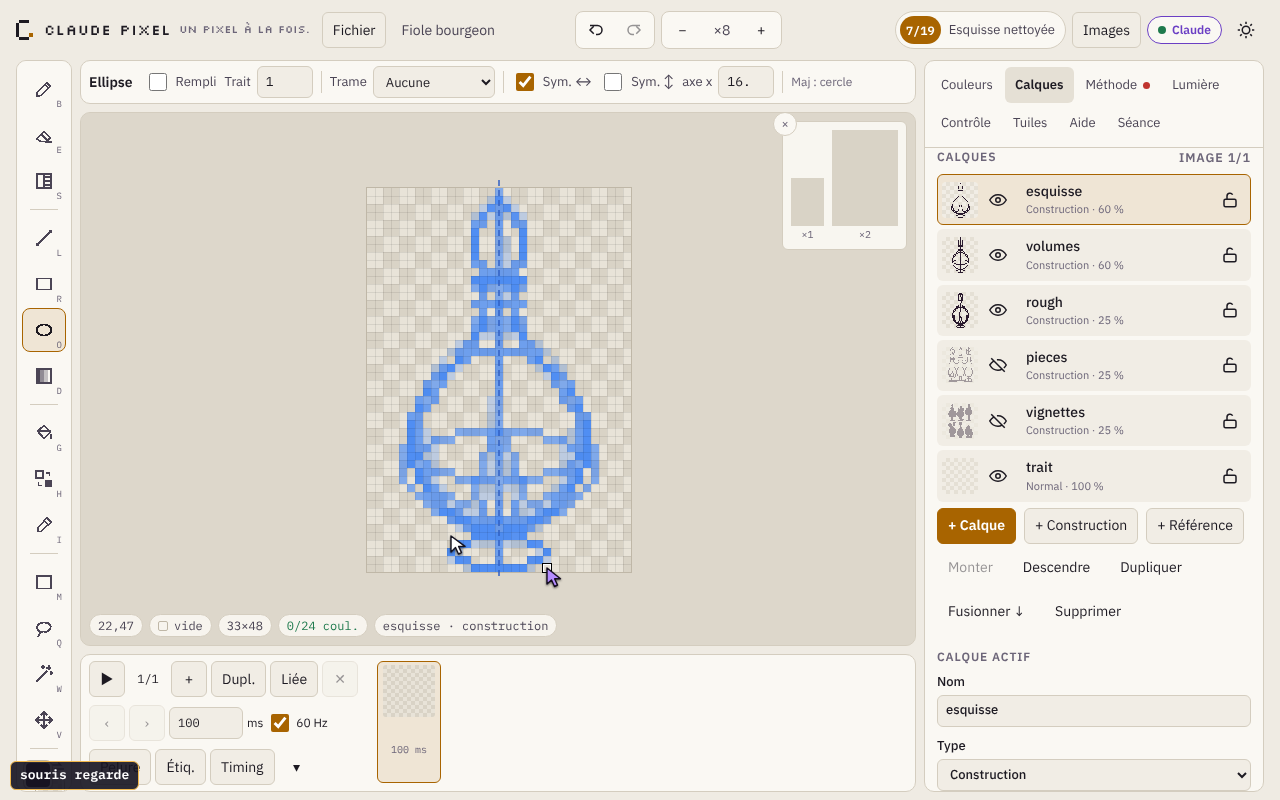 CLAUDE PIXEL UN PIXEL À LA FOIS. Fichier Fiole bourgeon − ×8 + 7/19 Esquisse nettoyée Images Claude
Ellipse Rempli Trait 1 Trame Aucune Sym. ↔ Sym. ↕ axe x 16. Maj : cercle
B
E
S
L
R
O
D
G
H
I
M
Q
W
V
×
×1 ×2
22,47 vide 33×48 0/24 coul. esquisse · construction
1/1 + Dupl. Liée ×
‹ › 100 ms 60 Hz
Étiq. Timing ▼
100 ms
souris regarde
Couleurs Calques Méthode Lumière
Contrôle Tuiles Aide Séance
CALQUES IMAGE 1/1
esquisse
Construction · 60 %
volumes
Construction · 60 %
rough
Construction · 25 %
pieces
Construction · 25 %
vignettes
Construction · 25 %
trait
Normal · 100 %
+ Calque + Construction + Référence
Monter Descendre Dupliquer
Fusionner ↓ Supprimer
CALQUE ACTIF
Nom
esquisse
Type
Construction